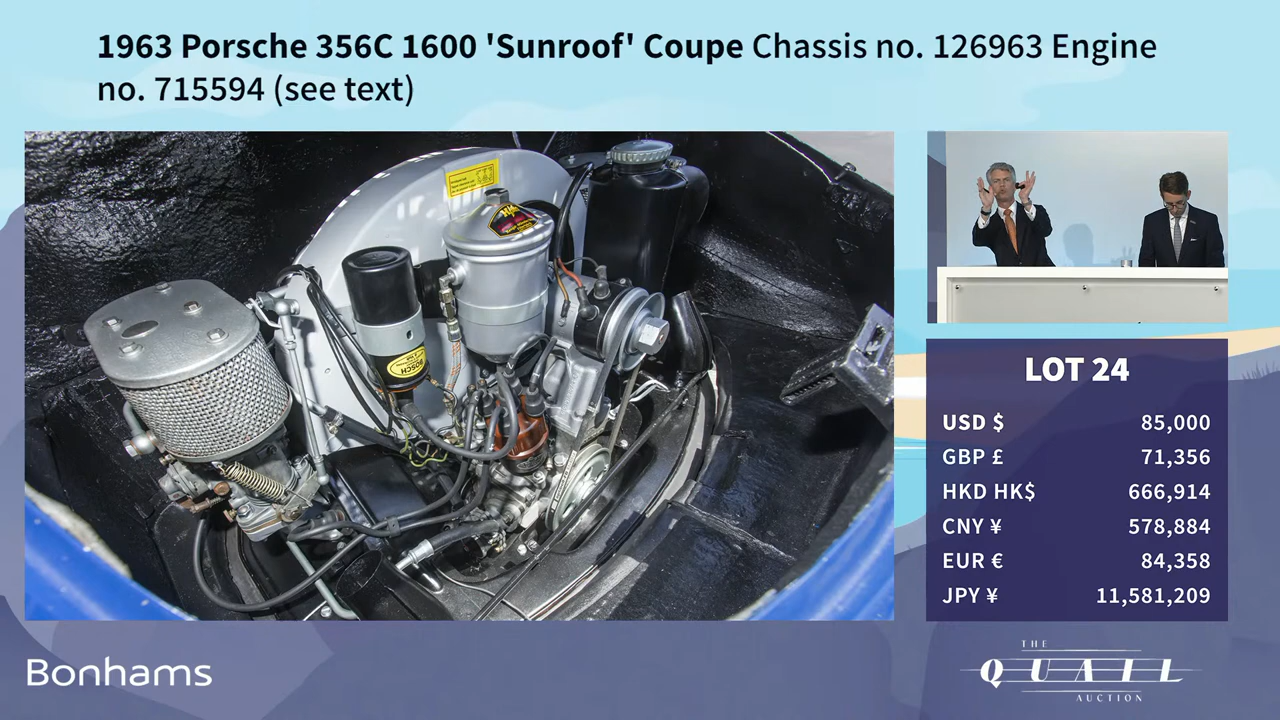 1963 Porsche 356C 1600 'Sunroof' Coupe Chassis no. 126963 Engine
no. 715594 (see text)
BOSCH
LOT 24
USD $ 85,000
GBP £ 71,356
HKD HK$ 666,914
CNY ¥ 578,884
EUR € 84,358
JPY ¥ 11,581,209
Bonhams
THE
QUAIL
AUCTION